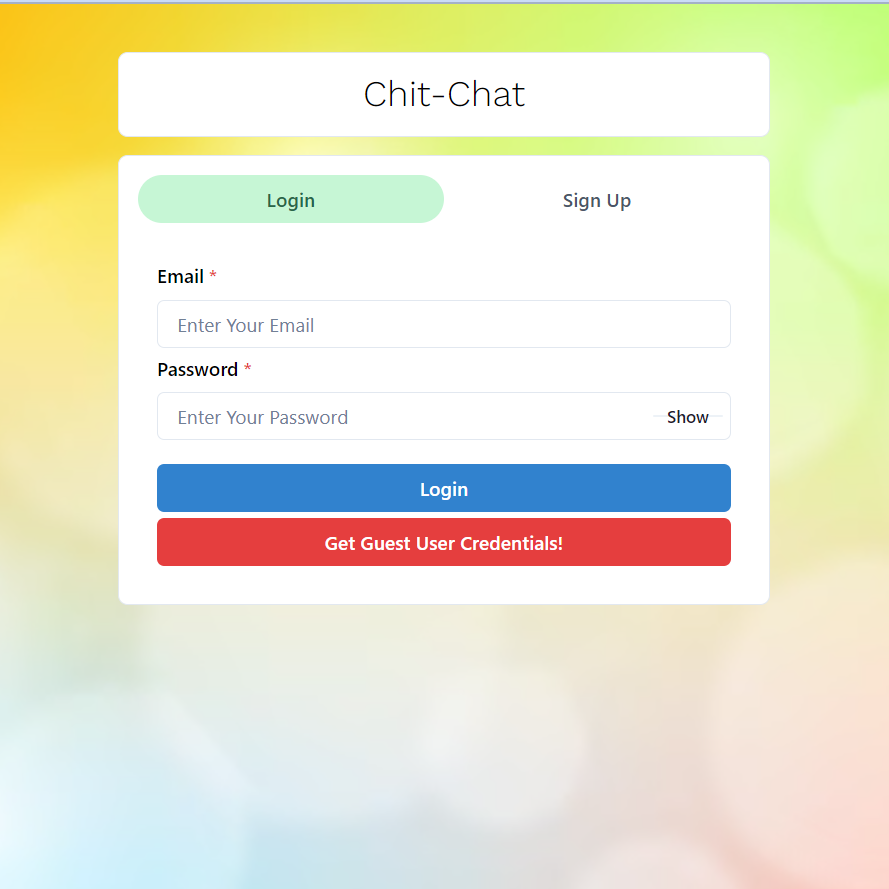 Chit-Chat
Login Sign Up
Email *
Enter Your Email
Password *
Enter Your Password Show
Login
Get Guest User Credentials!